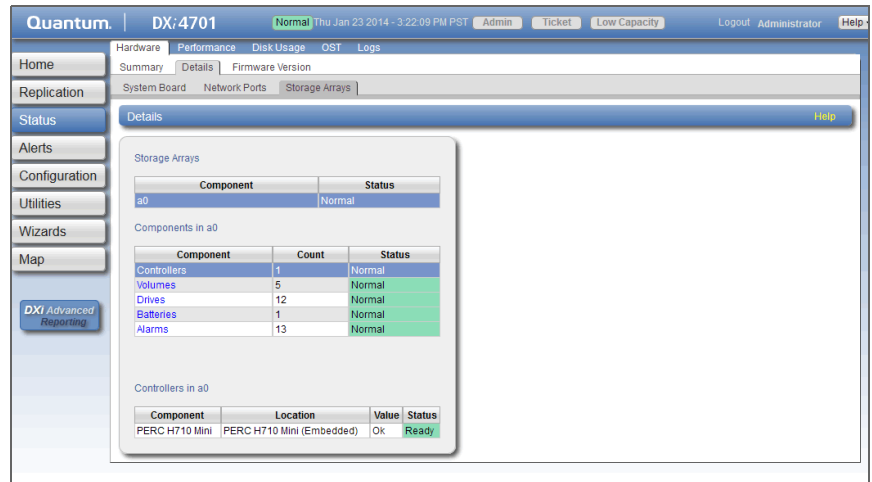 Quantum. DXi4701 Normal Thu Jan 23 2014 - 3:22:09 PM PST Admin Ticket Low Capacity Logout Administrator Help
Hardware Performance Disk Usage OST Logs
Home Summary Details Firmware Version
Replication System Board Network Ports Storage Arrays
Status Details Help
Alerts
Configuration
Utilities
Wizards
Map
DXi Advanced
Reporting
Storage Arrays
Component Status
a0 Normal
Components in a0
Component Count Status
Controllers 1 Normal
Volumes 5 Normal
Drives 12 Normal
Batteries 1 Normal
Alarms 13 Normal
Controllers in a0
Component Location Value Status
PERC H710 Mini PERC H710 Mini (Embedded) Ok Ready